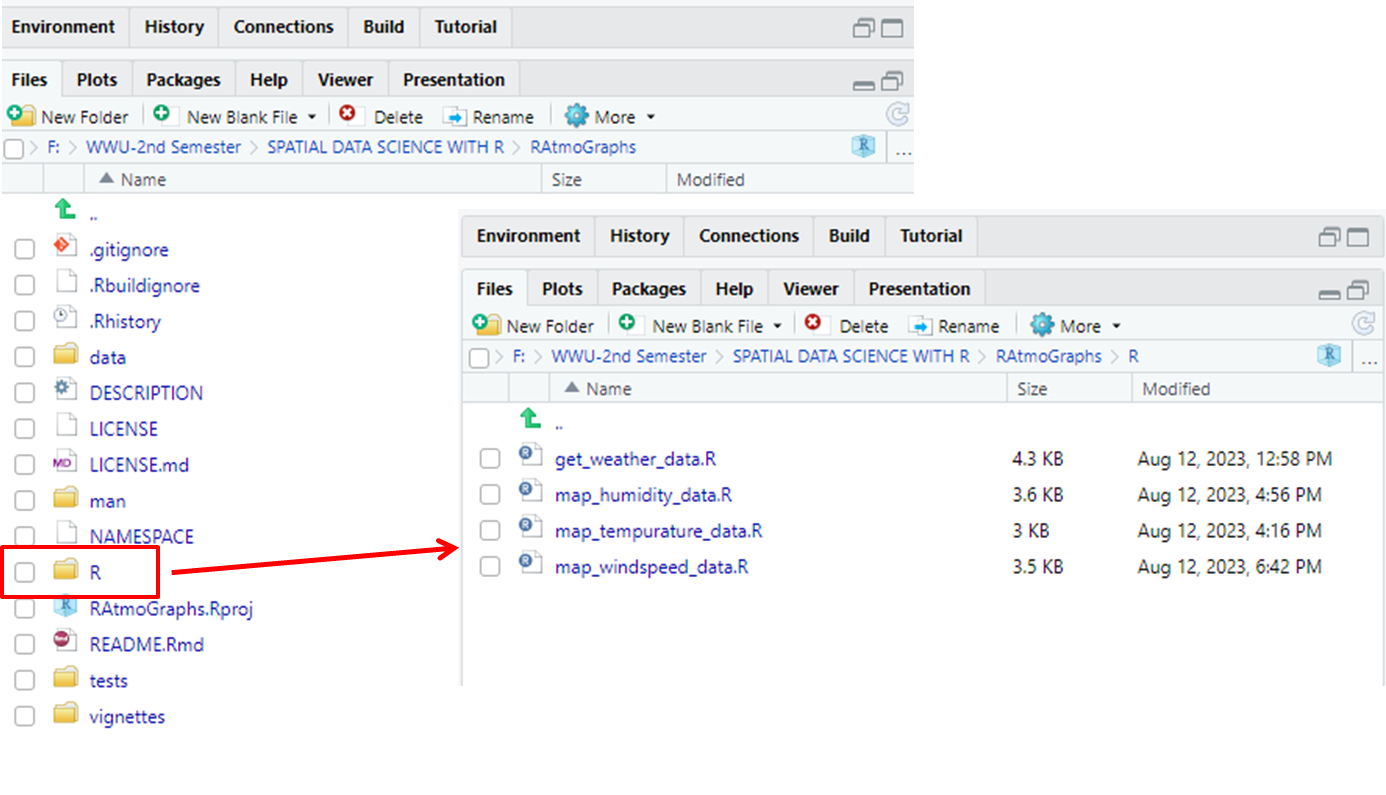 Environment History Connections Build Tutorial
Files Plots Packages Help Viewer Presentation
New Folder New Blank File Delete Rename More
F: WWU-2nd Semester SPATIAL DATA SCIENCE WITH R RAtmoGraphs R ...
Name Size Modified
..
.gitignore
.Rbuildignore
.Rhistory
data
DESCRIPTION
LICENSE
MD LICENSE.md
man
NAMESPACE
R
R RAtmoGraphs.Rproj
README.Rmd
tests
vignettes
Environment History Connections Build Tutorial
Files Plots Packages Help Viewer Presentation
New Folder New Blank File Delete Rename More
F: WWU-2nd Semester SPATIAL DATA SCIENCE WITH R RAtmoGraphs R R ...
Name Size Modified
..
R get_weather_data.R 4.3 KB Aug 12, 2023, 12:58 PM
R map_humidity_data.R 3.6 KB Aug 12, 2023, 4:56 PM
R map_tempurature_data.R 3 KB Aug 12, 2023, 4:16 PM
R map_windspeed_data.R 3.5 KB Aug 12, 2023, 6:42 PM